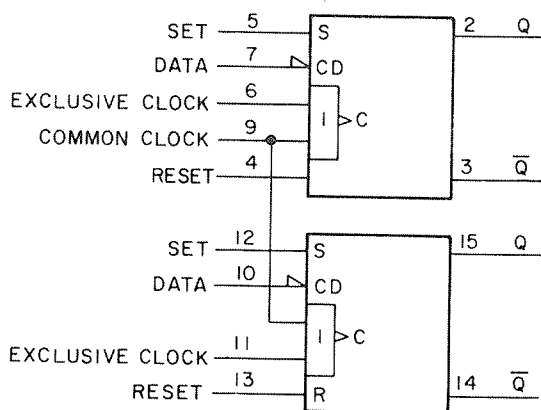 SET 5 S 2 Q
DATA 7 CD
EXCLUSIVE CLOCK 6
COMMON CLOCK 9 1 C
RESET 4 3 Q̅
SET 12 S 15 Q
DATA 10 CD
1 C
EXCLUSIVE CLOCK 11
RESET 13 R 14 Q̅